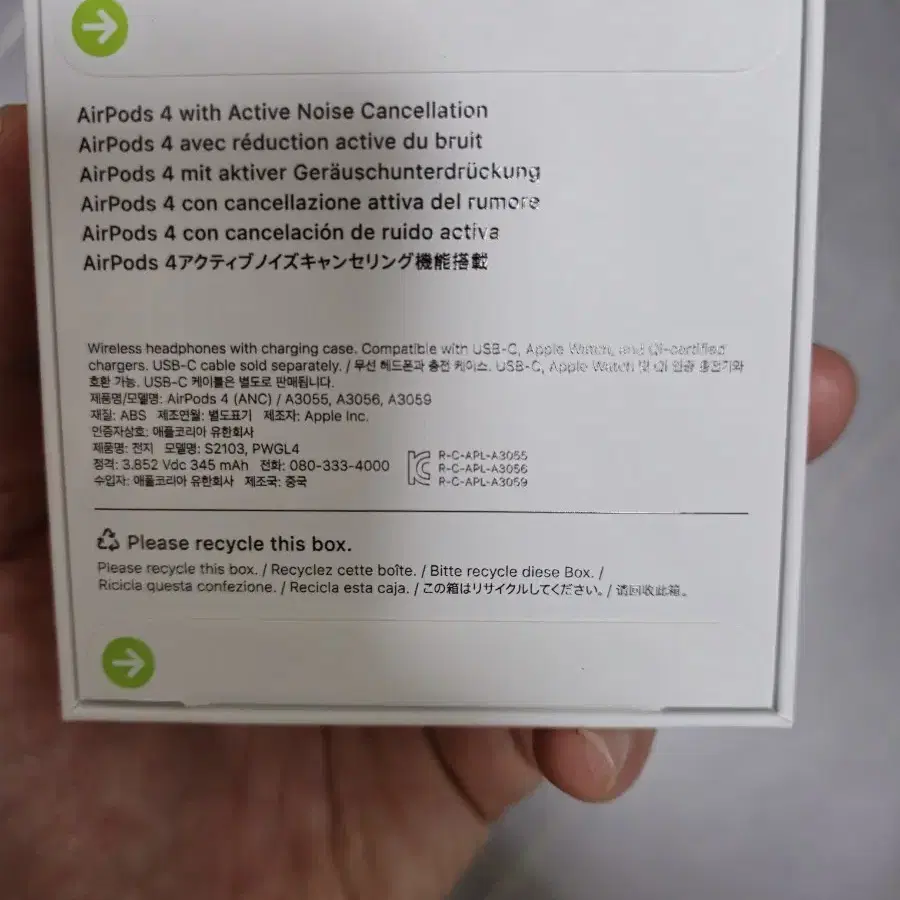 AirPods 4 with Active Noise Cancellation
AirPods 4 avec réduction active du bruit
AirPods 4 mit aktiver Geräuschunterdrückung
AirPods 4 con cancellazione attiva del rumore
AirPods 4 con cancelación de ruido activa
AirPods 4アクティブノイズキャンセリング機能搭載
Wireless headphones with charging case. Compatible with USB-C, Apple Watch, and Qi-certified
chargers. USB-C cable sold separately. / 무선 헤드폰과 충전 케이스. USB-C, Apple Watch 및 Qi 인증 충전기와
호환 가능. USB-C 케이블은 별도로 판매됩니다.
제품명/모델명: AirPods 4 (ANC) / A3055, A3056, A3059
재질: ABS 제조연월: 별도표기 제조자: Apple Inc.
인증자상호: 애플코리아 유한회사
제품명: 전지 모델명: S2103, PWGL4
정격: 3.852 Vdc 345 mAh 전화: 080-333-4000
수입자: 애플코리아 유한회사 제조국: 중국
R-C-APL-A3055
R-C-APL-A3056
R-C-APL-A3059
Please recycle this box.
Please recycle this box. / Recyclez cette boîte. / Bitte recycle diese Box. /
Ricicla questa confezione. / Recicla esta caja. / この箱はリサイクルしてください。/ 请回收此箱。